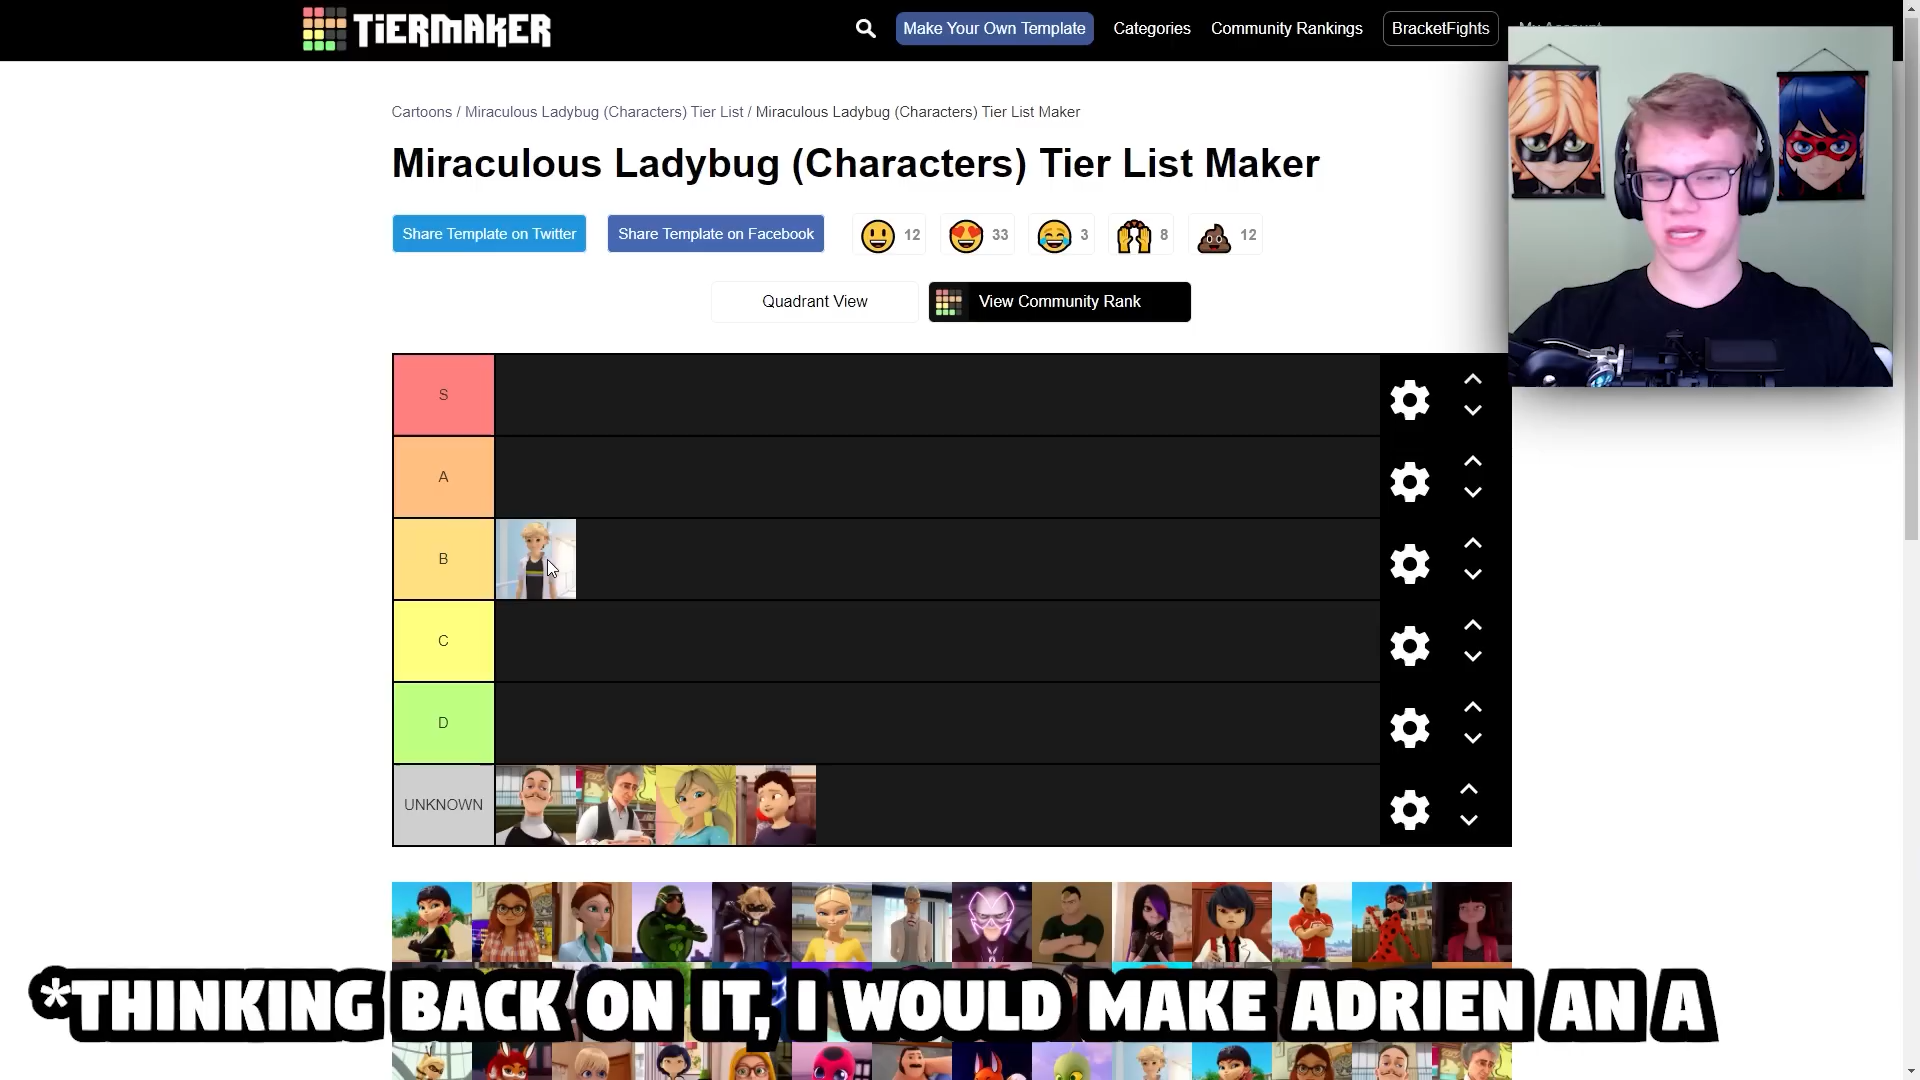 TiERMAKER
Make Your Own Template
Categories
Community Rankings
BracketFights
My Account
Cartoons / Miraculous Ladybug (Characters) Tier List / Miraculous Ladybug (Characters) Tier List Maker
Miraculous Ladybug (Characters) Tier List Maker
Share Template on Twitter
Share Template on Facebook
12
33
3
8
12
Quadrant View
View Community Rank
S
A
B
C
D
UNKNOWN
*THINKING BACK ON IT, I WOULD MAKE ADRIEN AN A